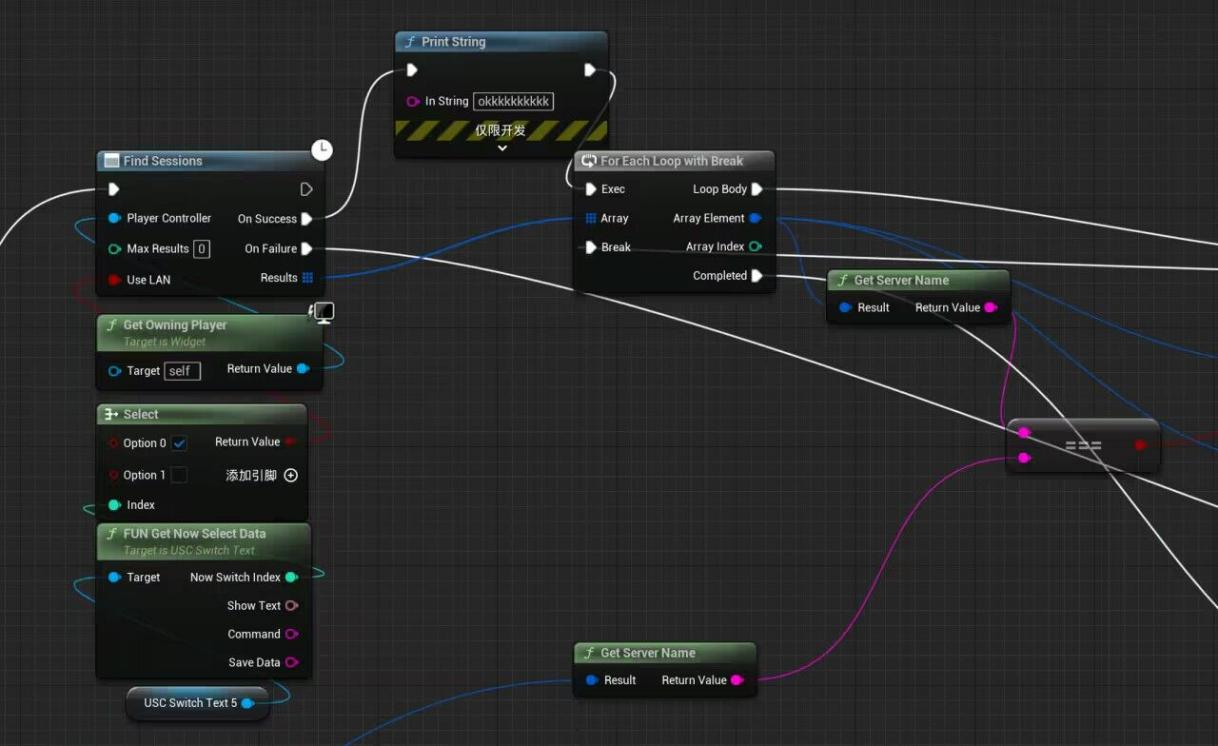 Print String
In String okkkkkkkkkk
仅限开发
Find Sessions
Player Controller On Success
Max Results 0 On Failure
Use LAN Results
For Each Loop with Break
Exec Loop Body
Array Array Element
Break Array Index
Completed
Get Server Name
Result Return Value
Get Owning Player
Target is Widget
Target self Return Value
Select
Option 0 Return Value
Option 1 添加引脚
Index
===
FUN Get Now Select Data
Target is USC Switch Text
Target Now Switch Index
Show Text
Command
Save Data
USC Switch Text 5
Get Server Name
Result Return Value